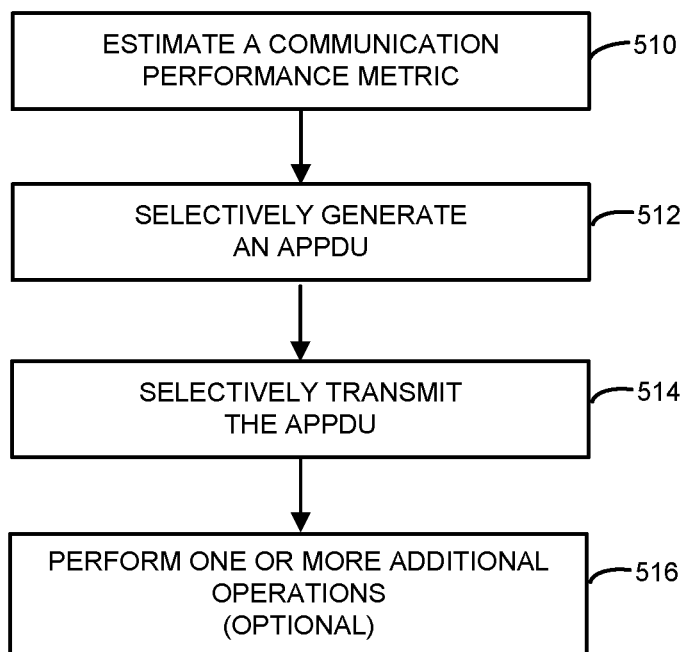 ESTIMATE A COMMUNICATION
PERFORMANCE METRIC
510
SELECTIVELY GENERATE
AN APPDU
512
SELECTIVELY TRANSMIT
THE APPDU
514
PERFORM ONE OR MORE ADDITIONAL
OPERATIONS
(OPTIONAL)
516